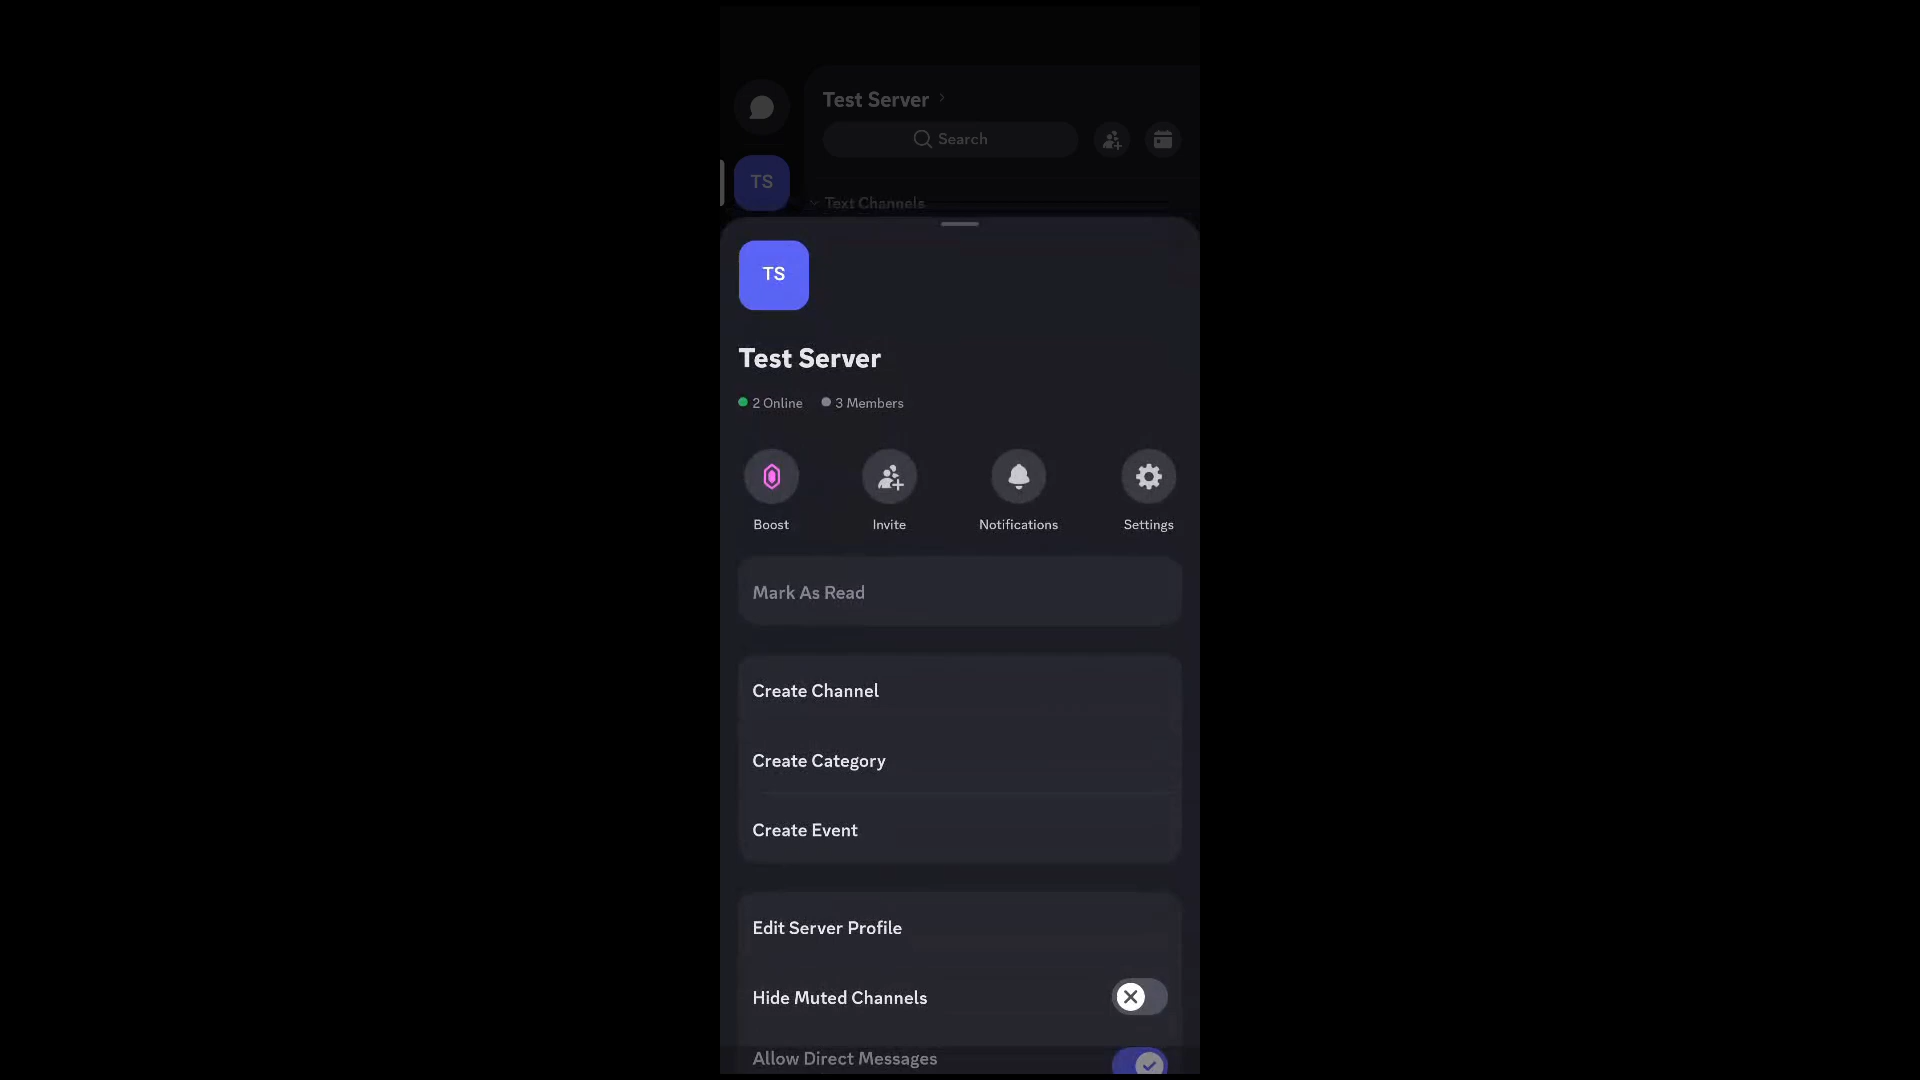 Test Server
Search
TS
Text Channels
TS
Test Server
2 Online 3 Members
Boost Invite Notifications Settings
Mark As Read
Create Channel
Create Category
Create Event
Edit Server Profile
Hide Muted Channels
Allow Direct Messages